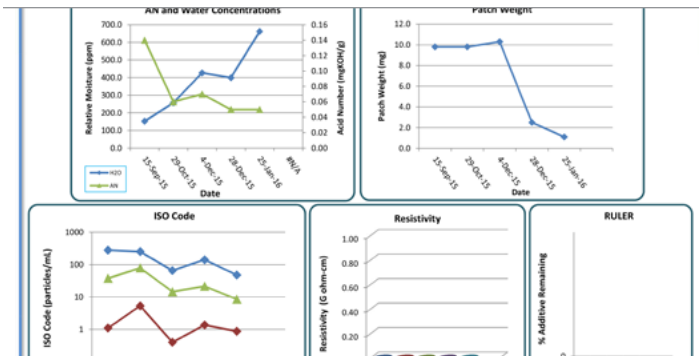 AN and Water Concentrations
Relative Moisture (ppm)
700.0
600.0
500.0
400.0
300.0
200.0
100.0
0.0
0.16
0.14
0.12
0.10
0.08
0.06
0.04
0.02
0.00
Acid Number (mgKOH/g)
15-Sep-15
29-Oct-15
4-Dec-15
28-Dec-15
25-Jan-16
#N/A
Date
H2O
AN
Patch Weight
Patch Weight (mg)
12.0
10.0
8.0
6.0
4.0
2.0
0.0
15-Sep-15
29-Oct-15
4-Dec-15
28-Dec-15
25-Jan-16
Date
ISO Code
ISO Code (particles/mL)
1000
100
10
1
Resistivity
Resistivity (G ohm-cm)
1.00
0.80
0.60
0.40
0.20
RULER
% Additive Remaining